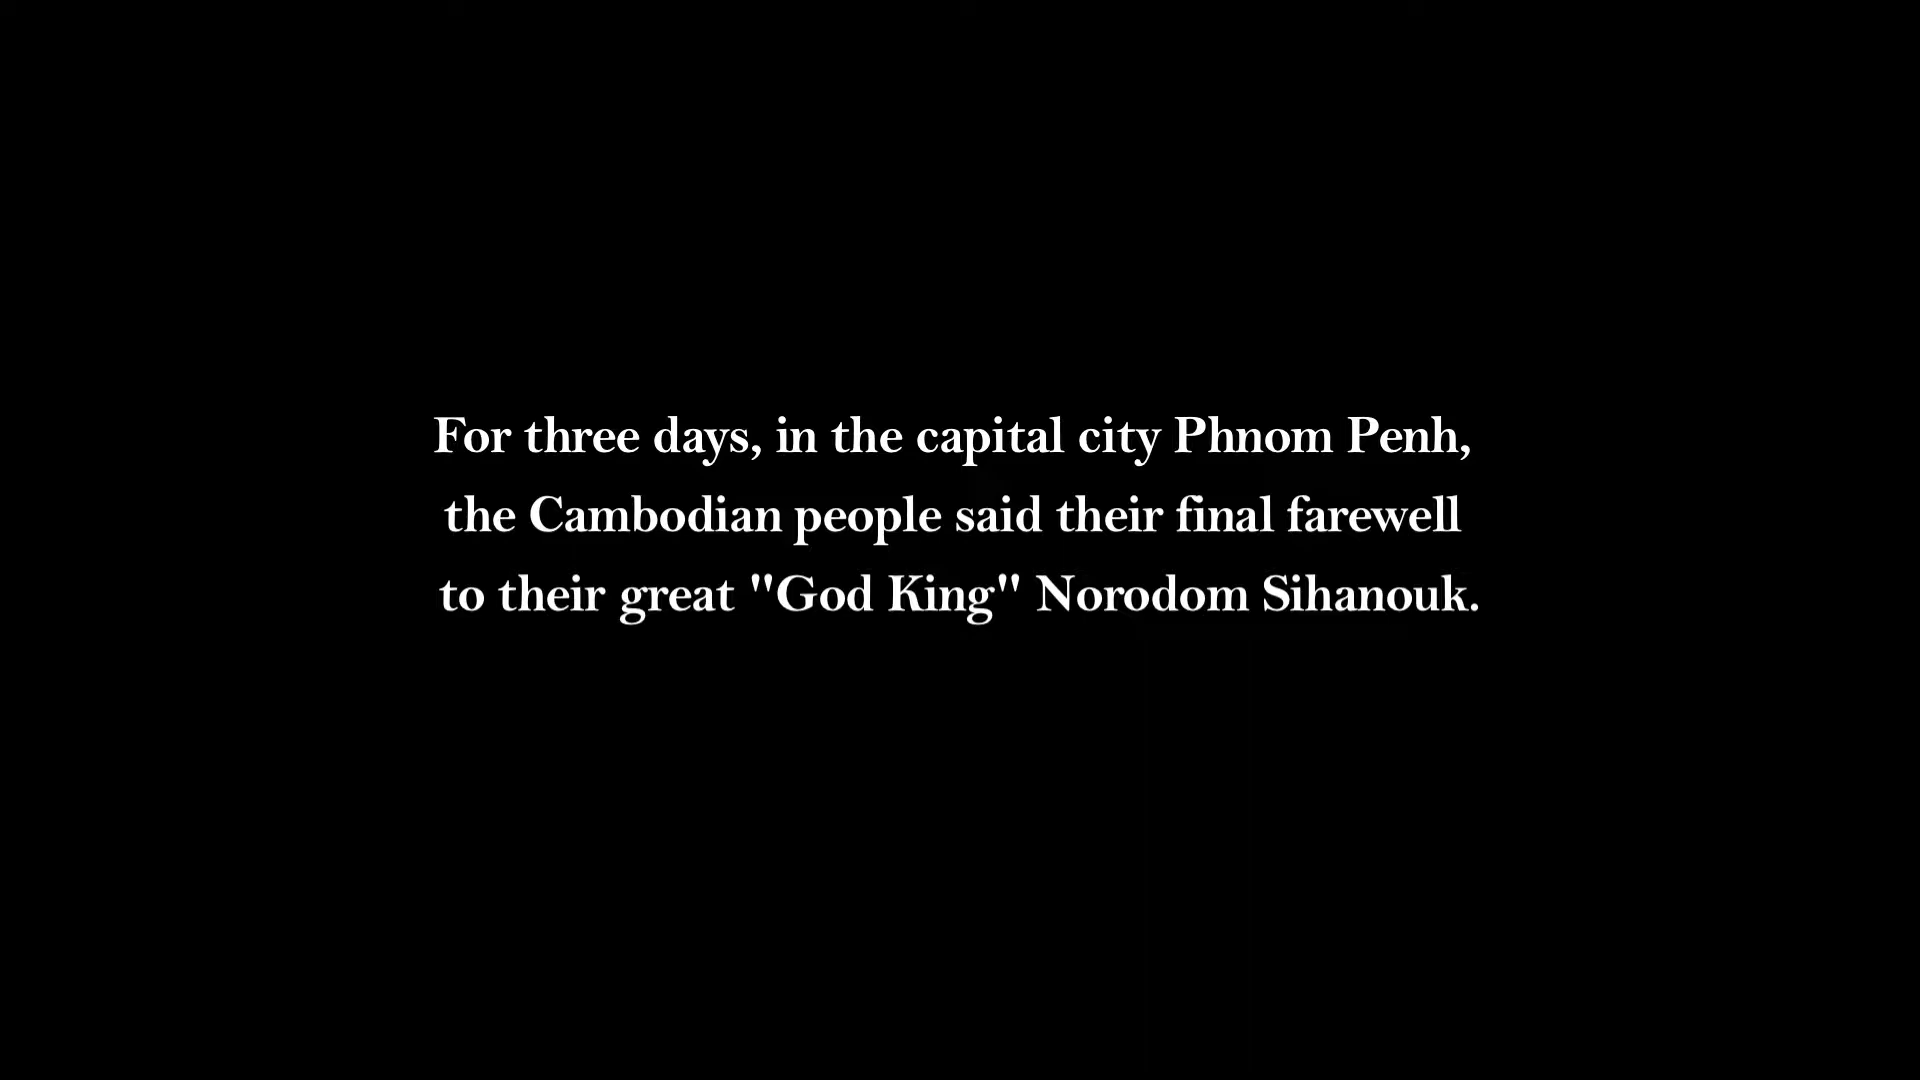 For three days, in the capital city Phnom Penh,
the Cambodian people said their final farewell
to their great "God King" Norodom Sihanouk.